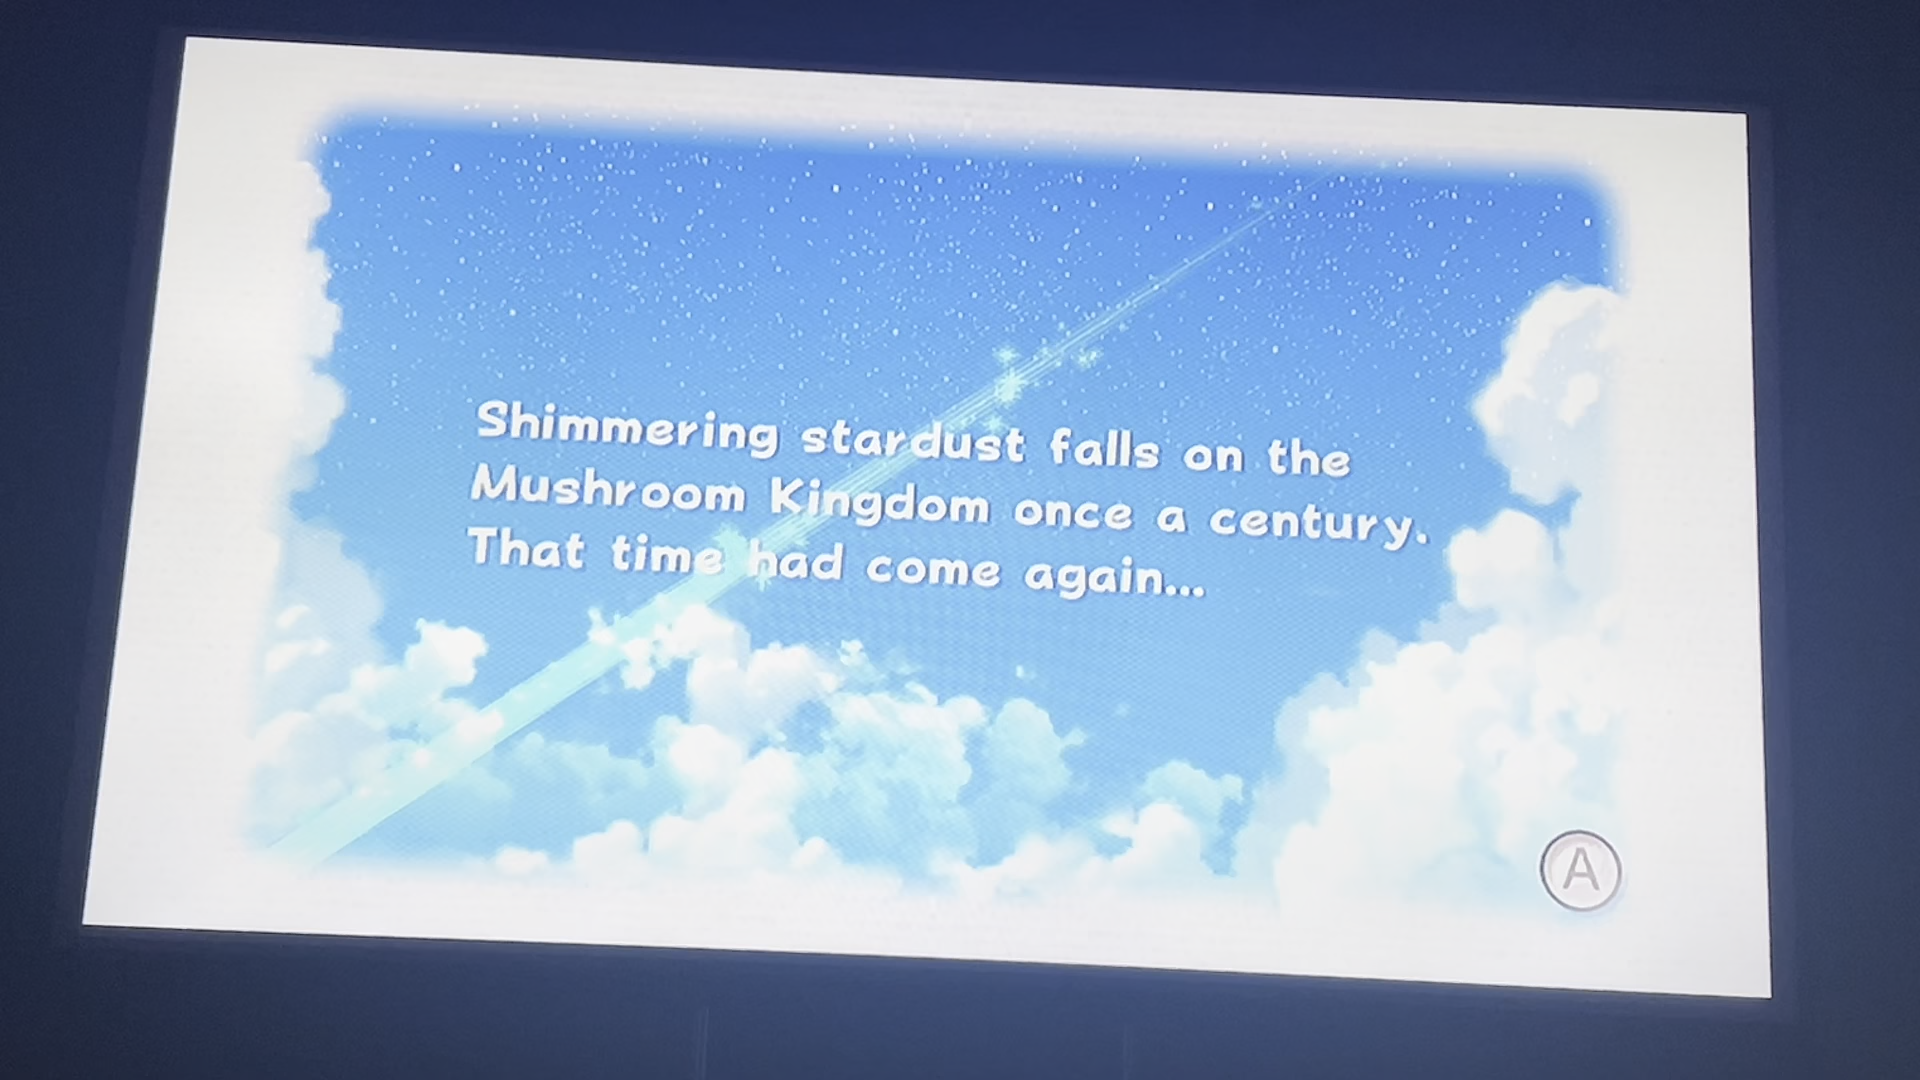 Shimmering stardust falls on the
Mushroom Kingdom once a century.
That time had come again...
A